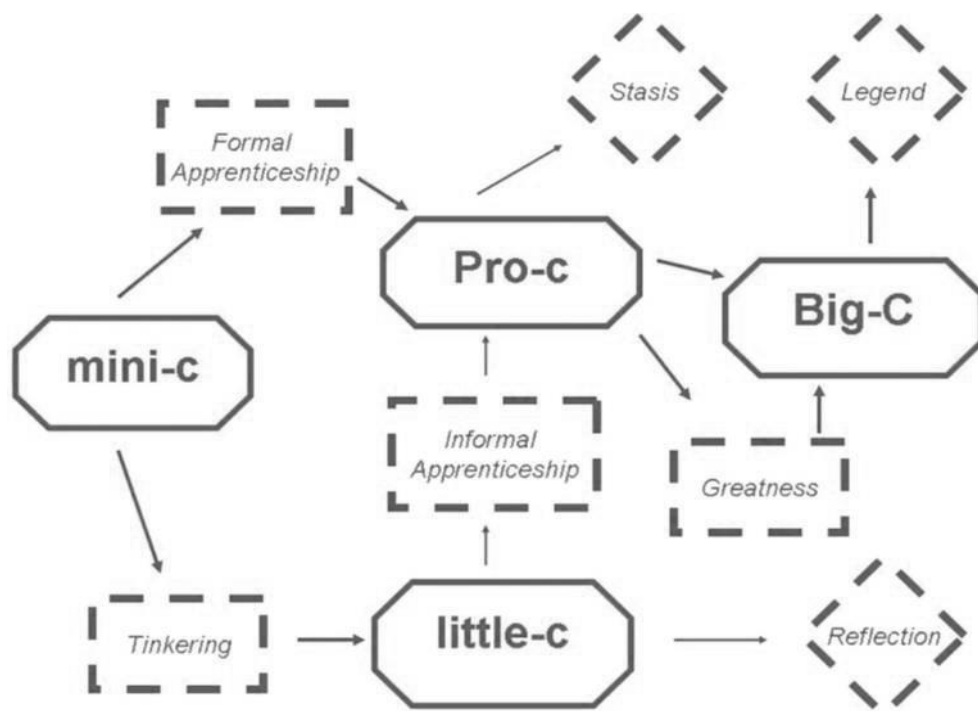 Stasis
Legend
Formal
Apprenticeship
Pro-c
Big-C
mini-c
Informal
Apprenticeship
Greatness
Tinkering
little-c
Reflection